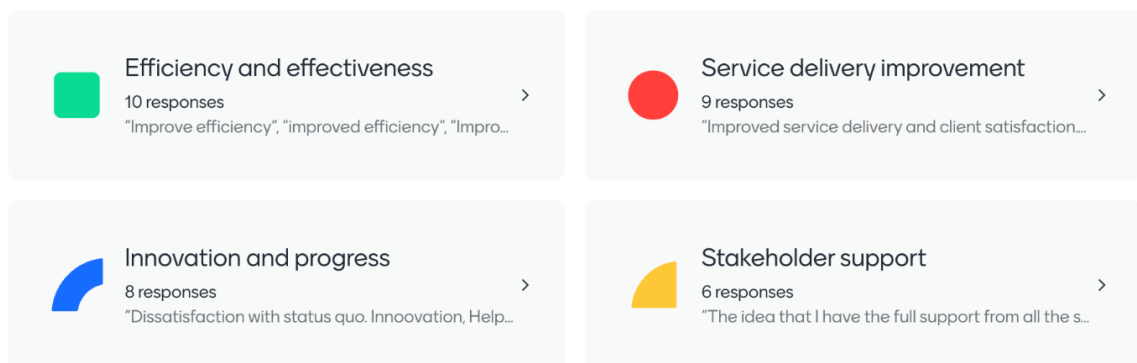 Efficiency and effectiveness
10 responses
"Improve efficiency", "improved efficiency", "Impro...
Service delivery improvement
9 responses
"Improved service delivery and client satisfaction....
Innovation and progress
8 responses
"Dissatisfaction with status quo. Innoovation, Help...
Stakeholder support
6 responses
"The idea that I have the full support from all the s...